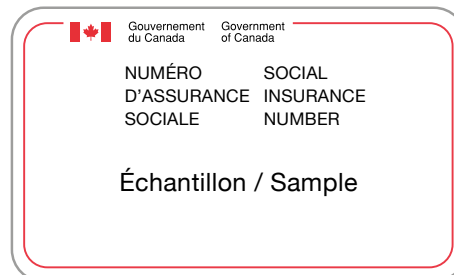 Gouvernement Government
du Canada of Canada
NUMÉRO SOCIAL
D'ASSURANCE INSURANCE
SOCIALE NUMBER
Échantillon / Sample